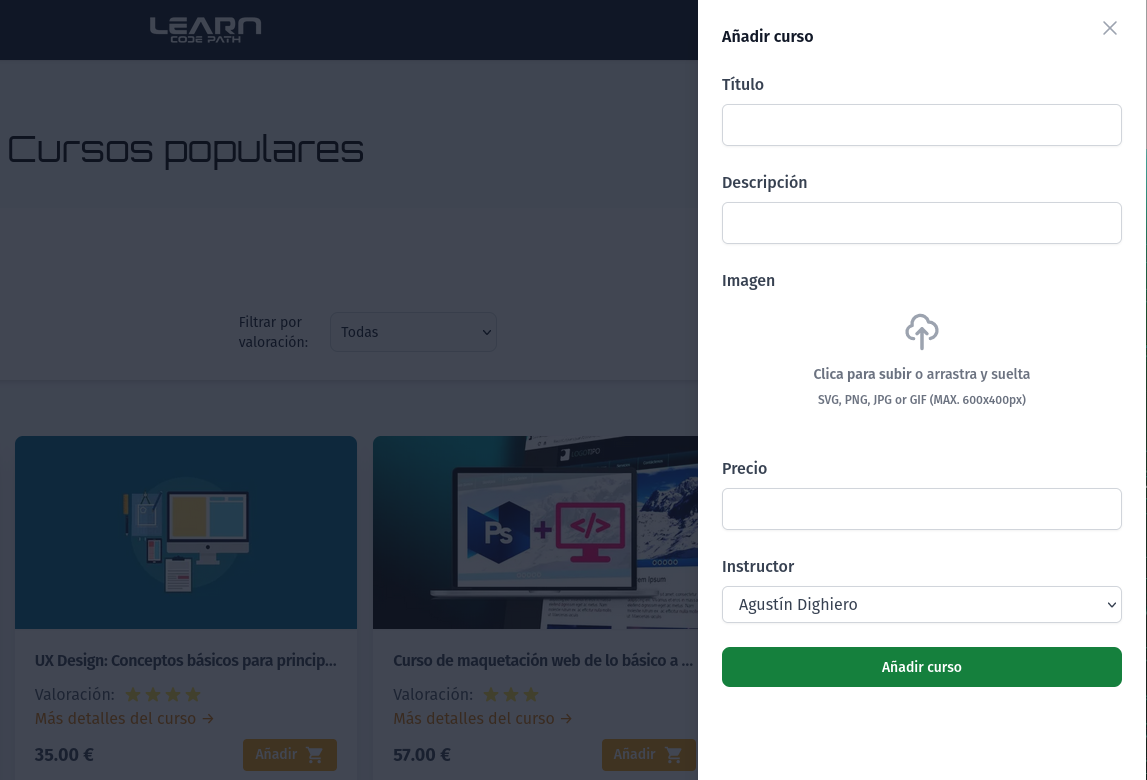 LEARN
CODE PATH
Cursos populares
Filtrar por
valoración:
Todas
LOGOTIPO
Ps
+
</>
UX Design: Conceptos básicos para princip...
Valoración:
Más detalles del curso →
35.00 €
Añadir
Curso de maquetación web de lo básico a ...
Valoración:
Más detalles del curso →
57.00 €
Añadir
Añadir curso
Título
Descripción
Imagen
Clica para subir o arrastra y suelta
SVG, PNG, JPG or GIF (MAX. 600x400px)
Precio
Instructor
Agustín Dighiero
Añadir curso